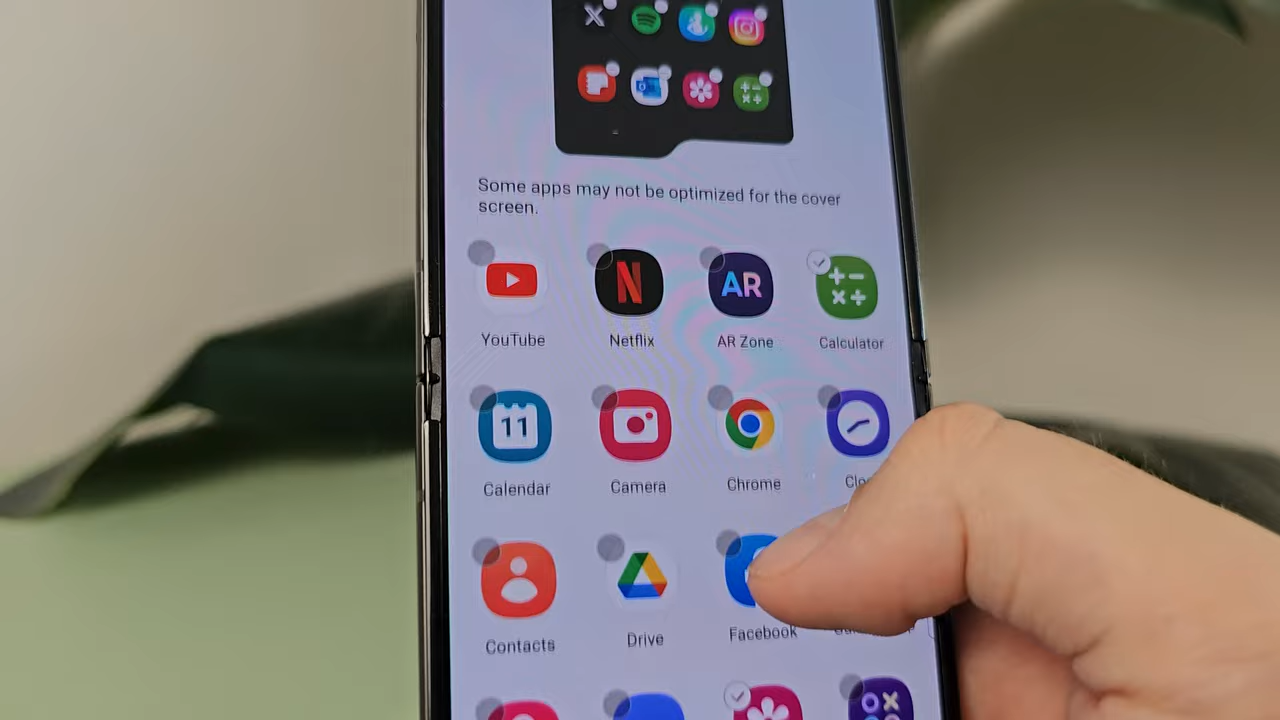 Some apps may not be optimized for the cover
screen.
N
AR
YouTube
Netflix
AR Zone
Calculator
11
Calendar
Camera
Chrome
Clo
Contacts
Drive
Facebook